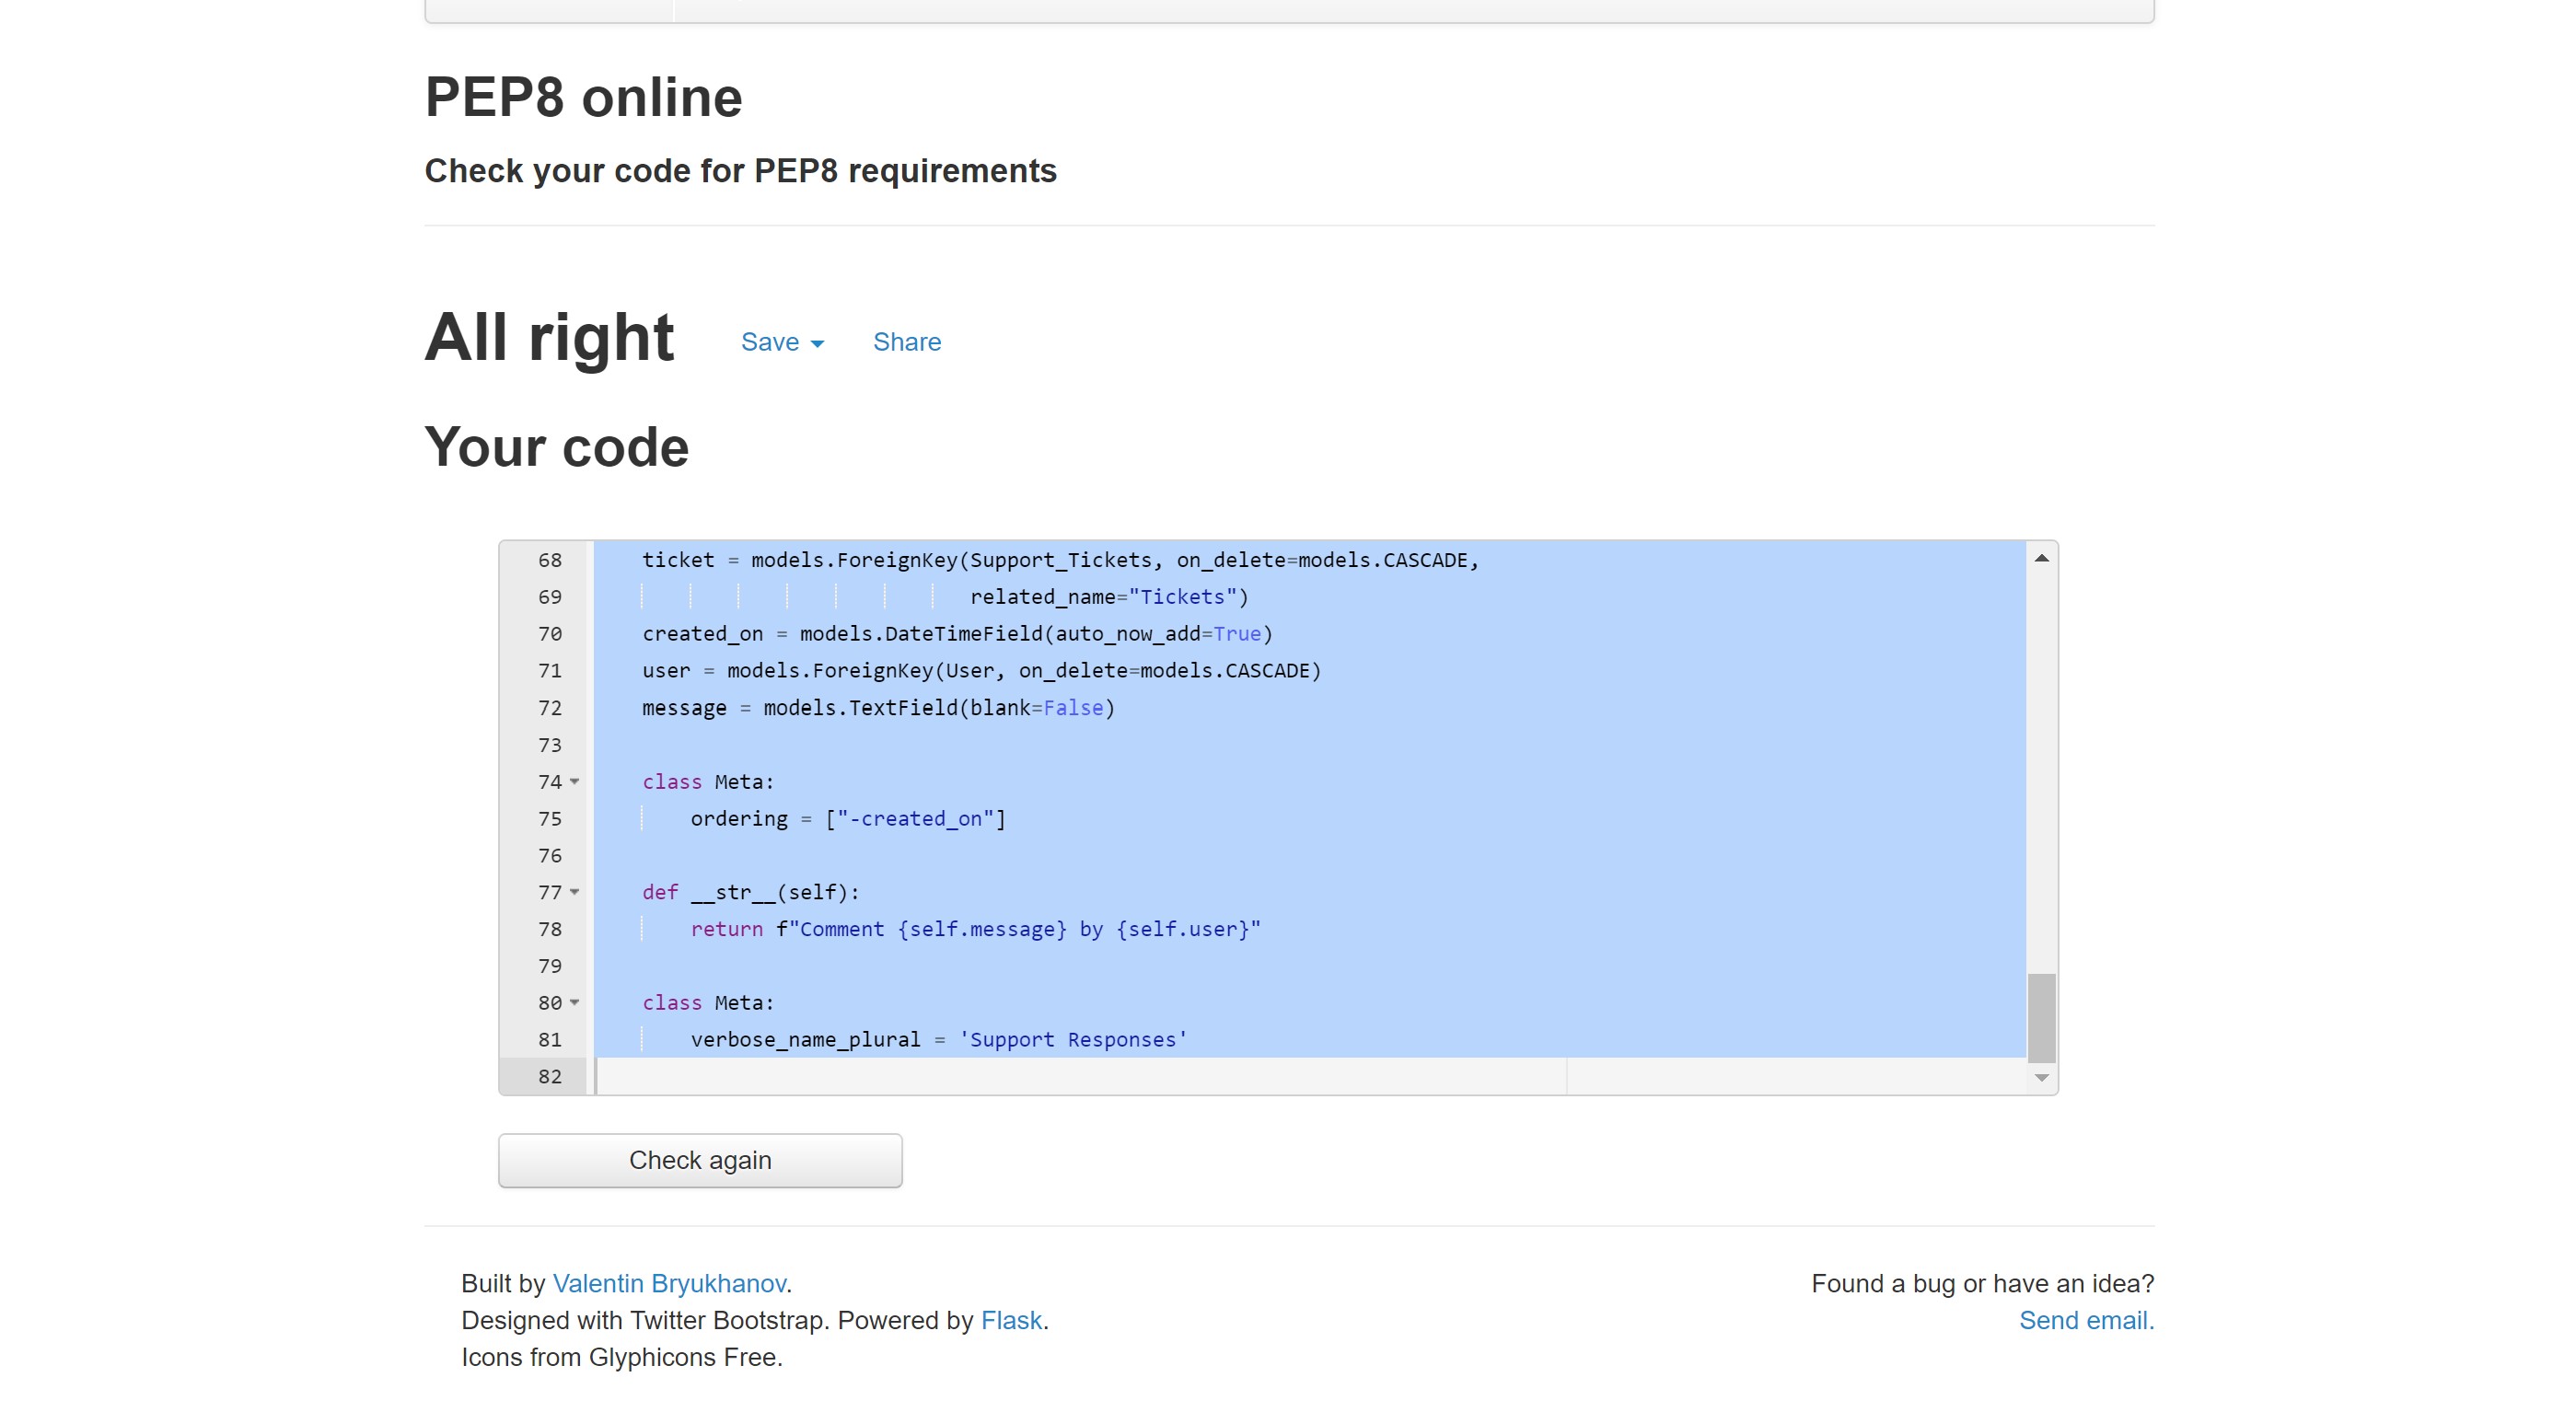 PEP8 online
Check your code for PEP8 requirements
All right Save Share
Your code
68 ticket = models.ForeignKey(Support_Tickets, on_delete=models.CASCADE,
69 related_name="Tickets")
70 created_on = models.DateTimeField(auto_now_add=True)
71 user = models.ForeignKey(User, on_delete=models.CASCADE)
72 message = models.TextField(blank=False)
73
74 class Meta:
75 ordering = ["-created_on"]
76
77 def __str__(self):
78 return f"Comment {self.message} by {self.user}"
79
80 class Meta:
81 verbose_name_plural = 'Support Responses'
82
Check again
Built by Valentin Bryukhanov.
Designed with Twitter Bootstrap. Powered by Flask.
Icons from Glyphicons Free.
Found a bug or have an idea?
Send email.